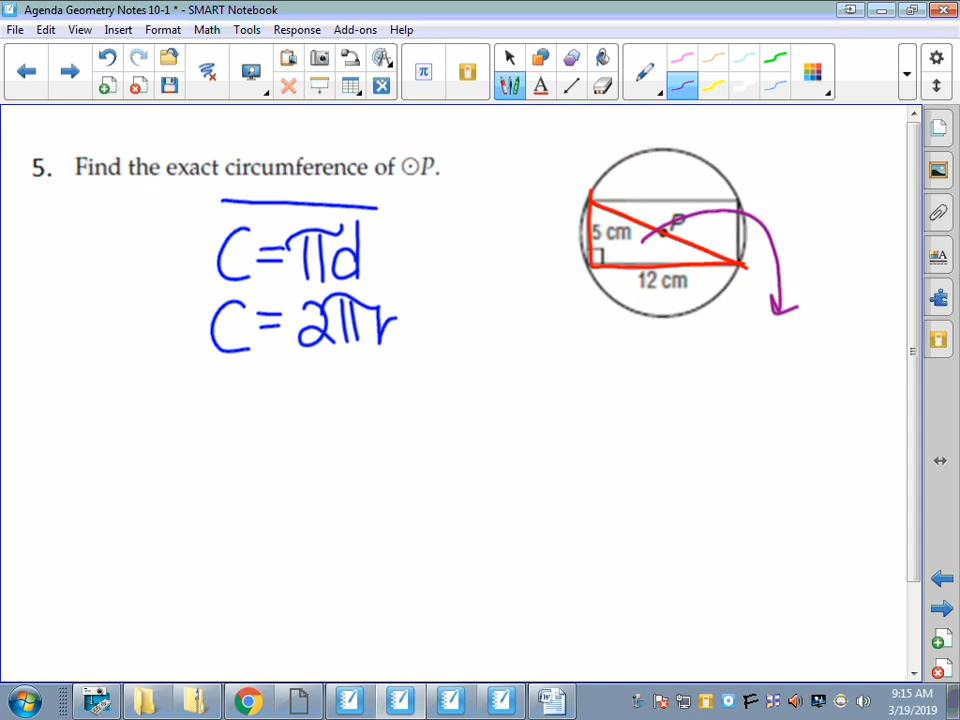 Agenda Geometry Notes 10-1 * - SMART Notebook
File Edit View Insert Format Math Tools Response Add-ons Help
5. Find the exact circumference of ⊙P.
C=πd
C=2πr
P
5 cm
12 cm
9:15 AM
3/19/2019